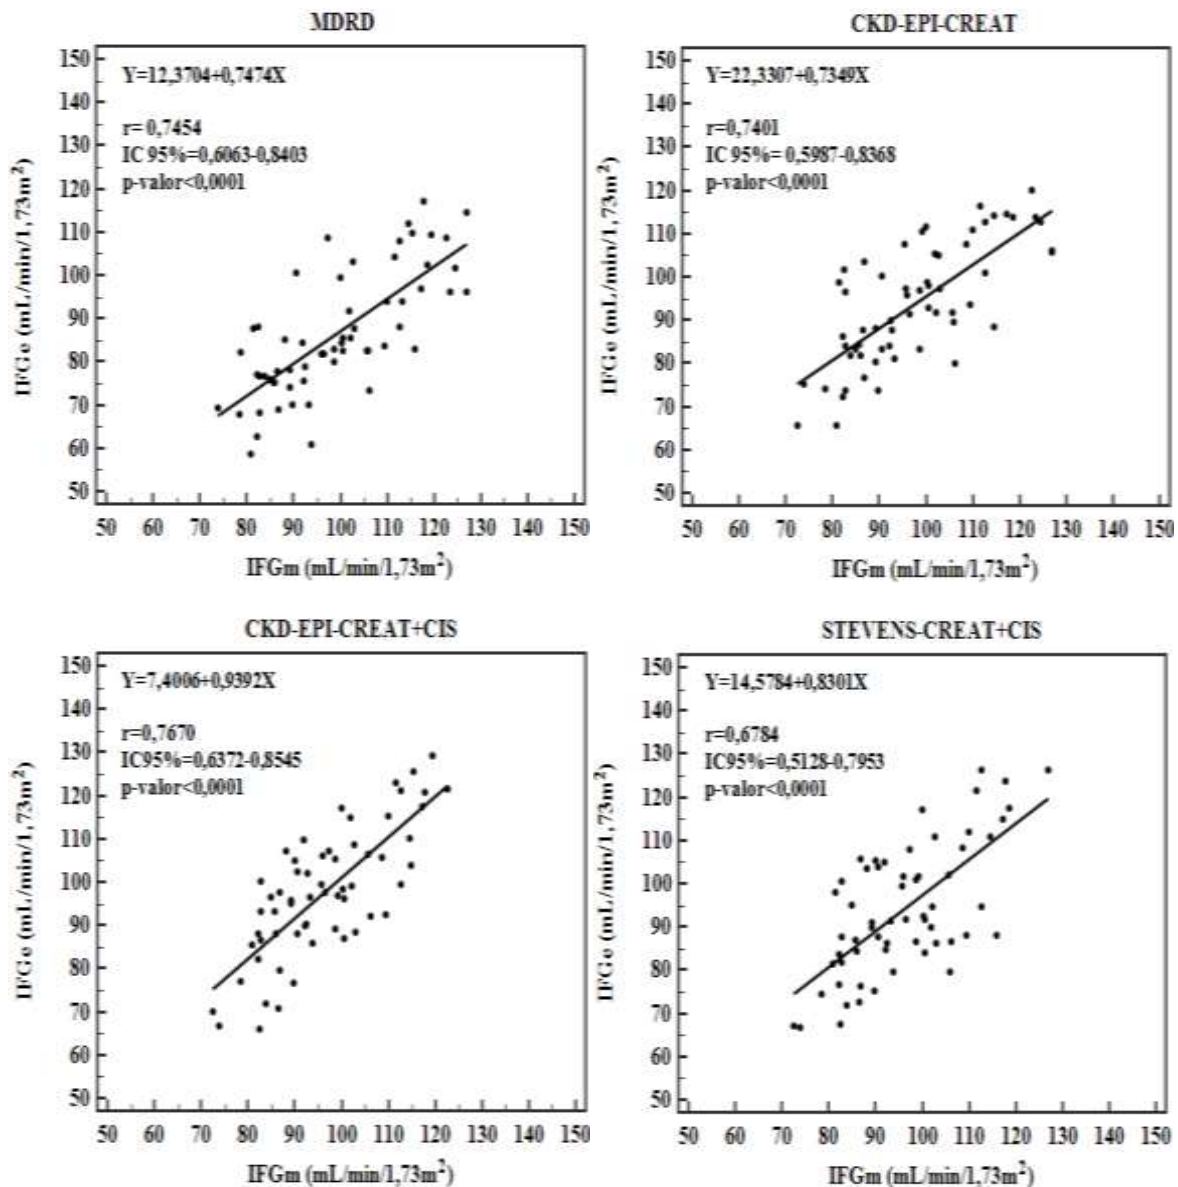 MDRD
Y=12,3704+0,7474X
r= 0,7454
IC 95%=0,6063-0,8403
p-valor<0,0001
150
140
130
120
110
100
90
80
70
60
50
IFGe (mL/min/1,73m²)
50 60 70 80 90 100 110 120 130 140 150
IFGm (mL/min/1,73m²)
CKD-EPI-CREAT
Y=22,3307+0,7349X
r=0,7401
IC 95%= 0,5987-0,8368
p-valor<0,0001
150
140
130
120
110
100
90
80
70
60
50
IFGe (mL/min/1,73m²)
50 60 70 80 90 100 110 120 130 140 150
IFGm (mL/min/1,73m²)
CKD-EPI-CREAT+CIS
Y=7,4006+0,9392X
r=0,7670
IC95%=0,6372-0,8545
p-valor<0,0001
150
140
130
120
110
100
90
80
70
60
50
IFGe (mL/min/1,73m²)
50 60 70 80 90 100 110 120 130 140 150
IFGm (mL/min/1,73m²)
STEVENS-CREAT+CIS
Y=14,5784+0,8301X
r=0,6784
IC95%=0,5128-0,7953
p-valor<0,0001
150
140
130
120
110
100
90
80
70
60
50
IFGe (mL/min/1,73m²)
50 60 70 80 90 100 110 120 130 140 150
IFGm (mL/min/1,73m²)